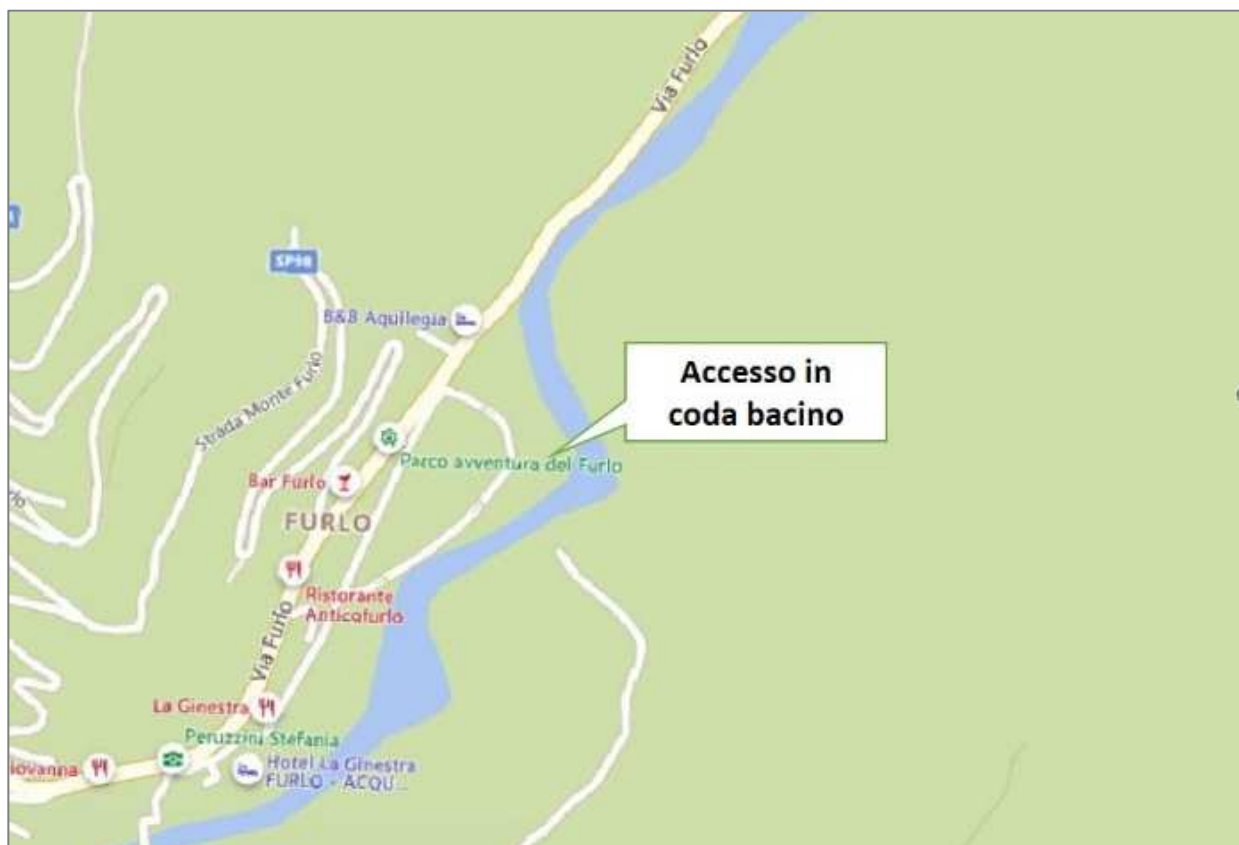 Via Furlo
SP98
B&B Aquilegia
Accesso in
coda bacino
Strada Monte Furlo
Parco avventura del Furlo
Bar Furlo
FURLO
Ristorante
Anticofurlo
Via Furlo
La Ginestra
Peruzzini Stefania
Hotel La Ginestra
FURLO - ACQU...
iovanna